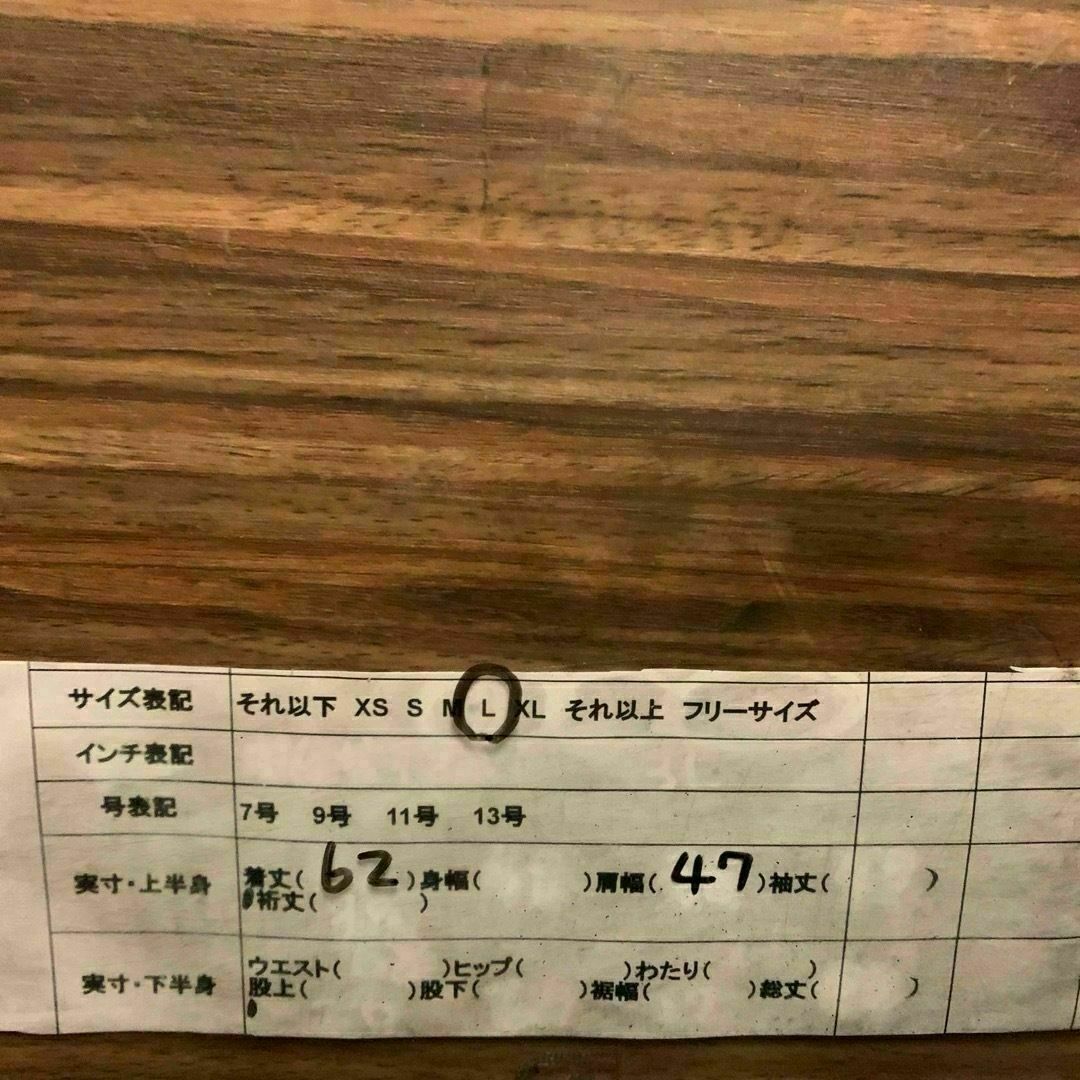 サイズ表記 それ以下 XS S M L XL それ以上 フリーサイズ
インチ表記
号表記 7号 9号 11号 13号
実寸・上半身 着丈( 62 )身幅( )肩幅( 47 )袖丈( )
裄丈( )
実寸・下半身 ウエスト( )ヒップ( )わたり( )
股上( )股下( )裾幅( )総丈( )